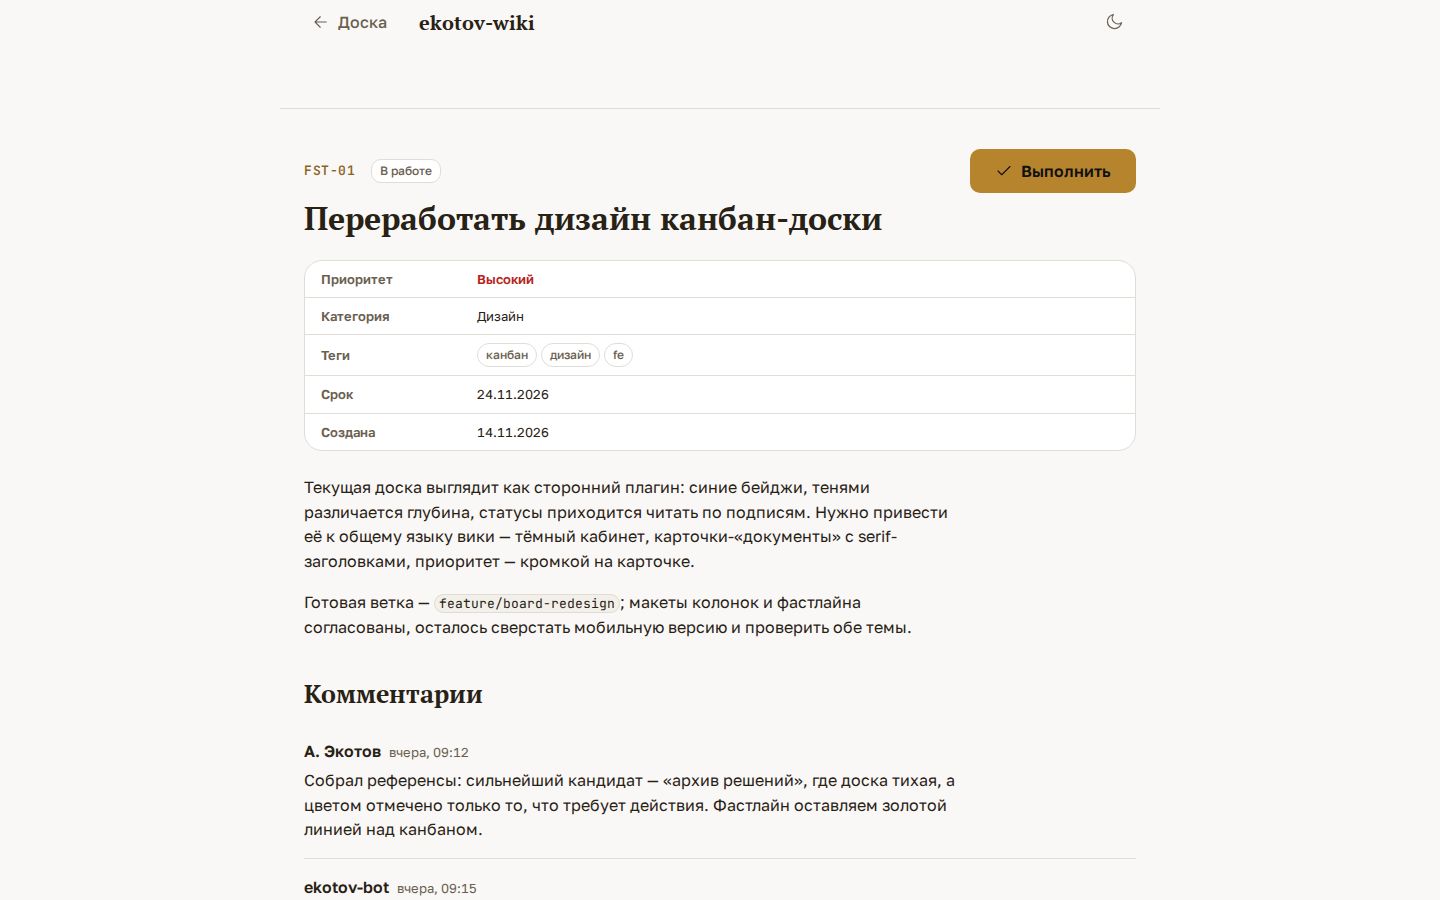 Доска
ekotov-wiki
FST-01
В работе
Выполнить
Переработать дизайн канбан-доски
Приоритет Высокий
Категория Дизайн
Теги канбан дизайн fe
Срок 24.11.2026
Создана 14.11.2026
Текущая доска выглядит как сторонний плагин: синие бейджи, тенями
различается глубина, статусы приходится читать по подписям. Нужно привести
её к общему языку вики — тёмный кабинет, карточки-«документы» с serif-
заголовками, приоритет — кромкой на карточке.
Готовая ветка — feature/board-redesign; макеты колонок и фастлайна
согласованы, осталось сверстать мобильную версию и проверить обе темы.
Комментарии
А. Экотов вчера, 09:12
Собрал референсы: сильнейший кандидат — «архив решений», где доска тихая, а
цветом отмечено только то, что требует действия. Фастлайн оставляем золотой
линией над канбаном.
ekotov-bot вчера, 09:15